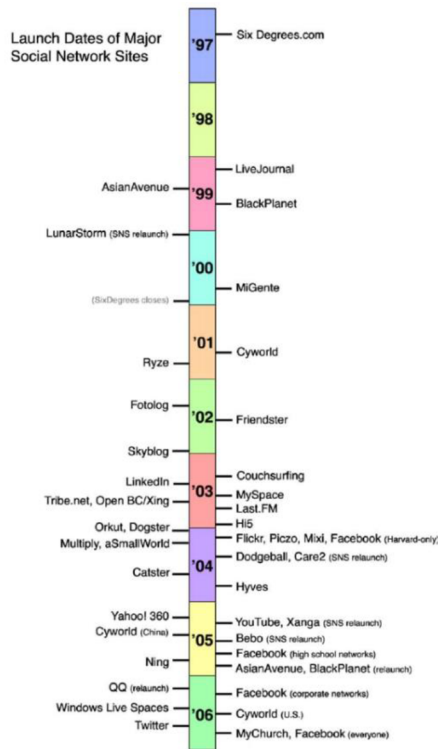 Launch Dates of Major
Social Network Sites
'97
Six Degrees.com
'98
'99
LiveJournal
AsianAvenue
BlackPlanet
LunarStorm (SNS relaunch)
'00
MiGente
(SixDegrees closes)
'01
Cyworld
Ryze
Fotolog
'02
Friendster
Skyblog
'03
Couchsurfing
LinkedIn
MySpace
Tribe.net, Open BC/Xing
Last.FM
Hi5
Orkut, Dogster
Flickr, Piczo, Mixi, Facebook (Harvard-only)
Multiply, aSmallWorld
'04
Dodgeball, Care2 (SNS relaunch)
Catster
Hyves
Yahoo! 360
YouTube, Xanga (SNS relaunch)
Cyworld (China)
'05
Bebo (SNS relaunch)
Facebook (high school networks)
Ning
AsianAvenue, BlackPlanet (relaunch)
QQ (relaunch)
Facebook (corporate networks)
Windows Live Spaces
'06
Cyworld (U.S.)
Twitter
MyChurch, Facebook (everyone)